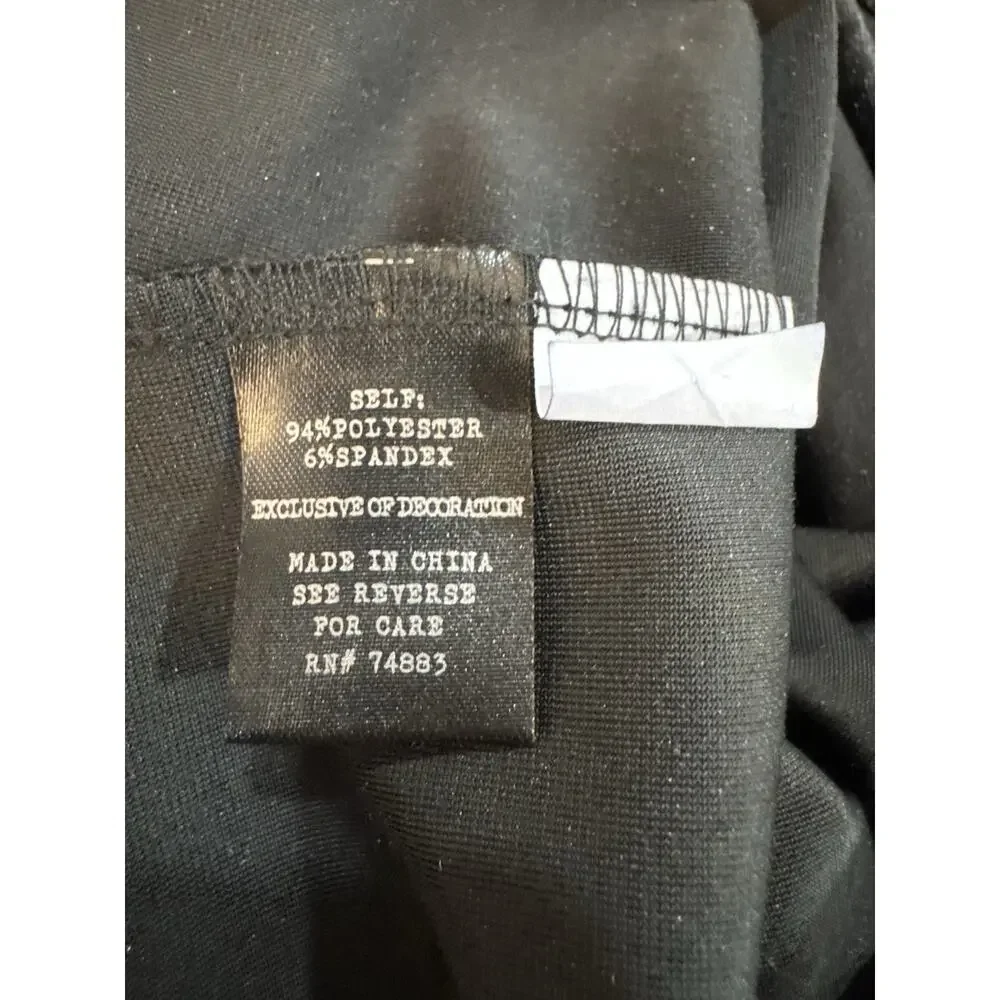 SELF:
94%POLYESTER
6%SPANDEX
EXCLUSIVE OF DECORATION
MADE IN CHINA
SEE REVERSE
FOR CARE
RN# 74883